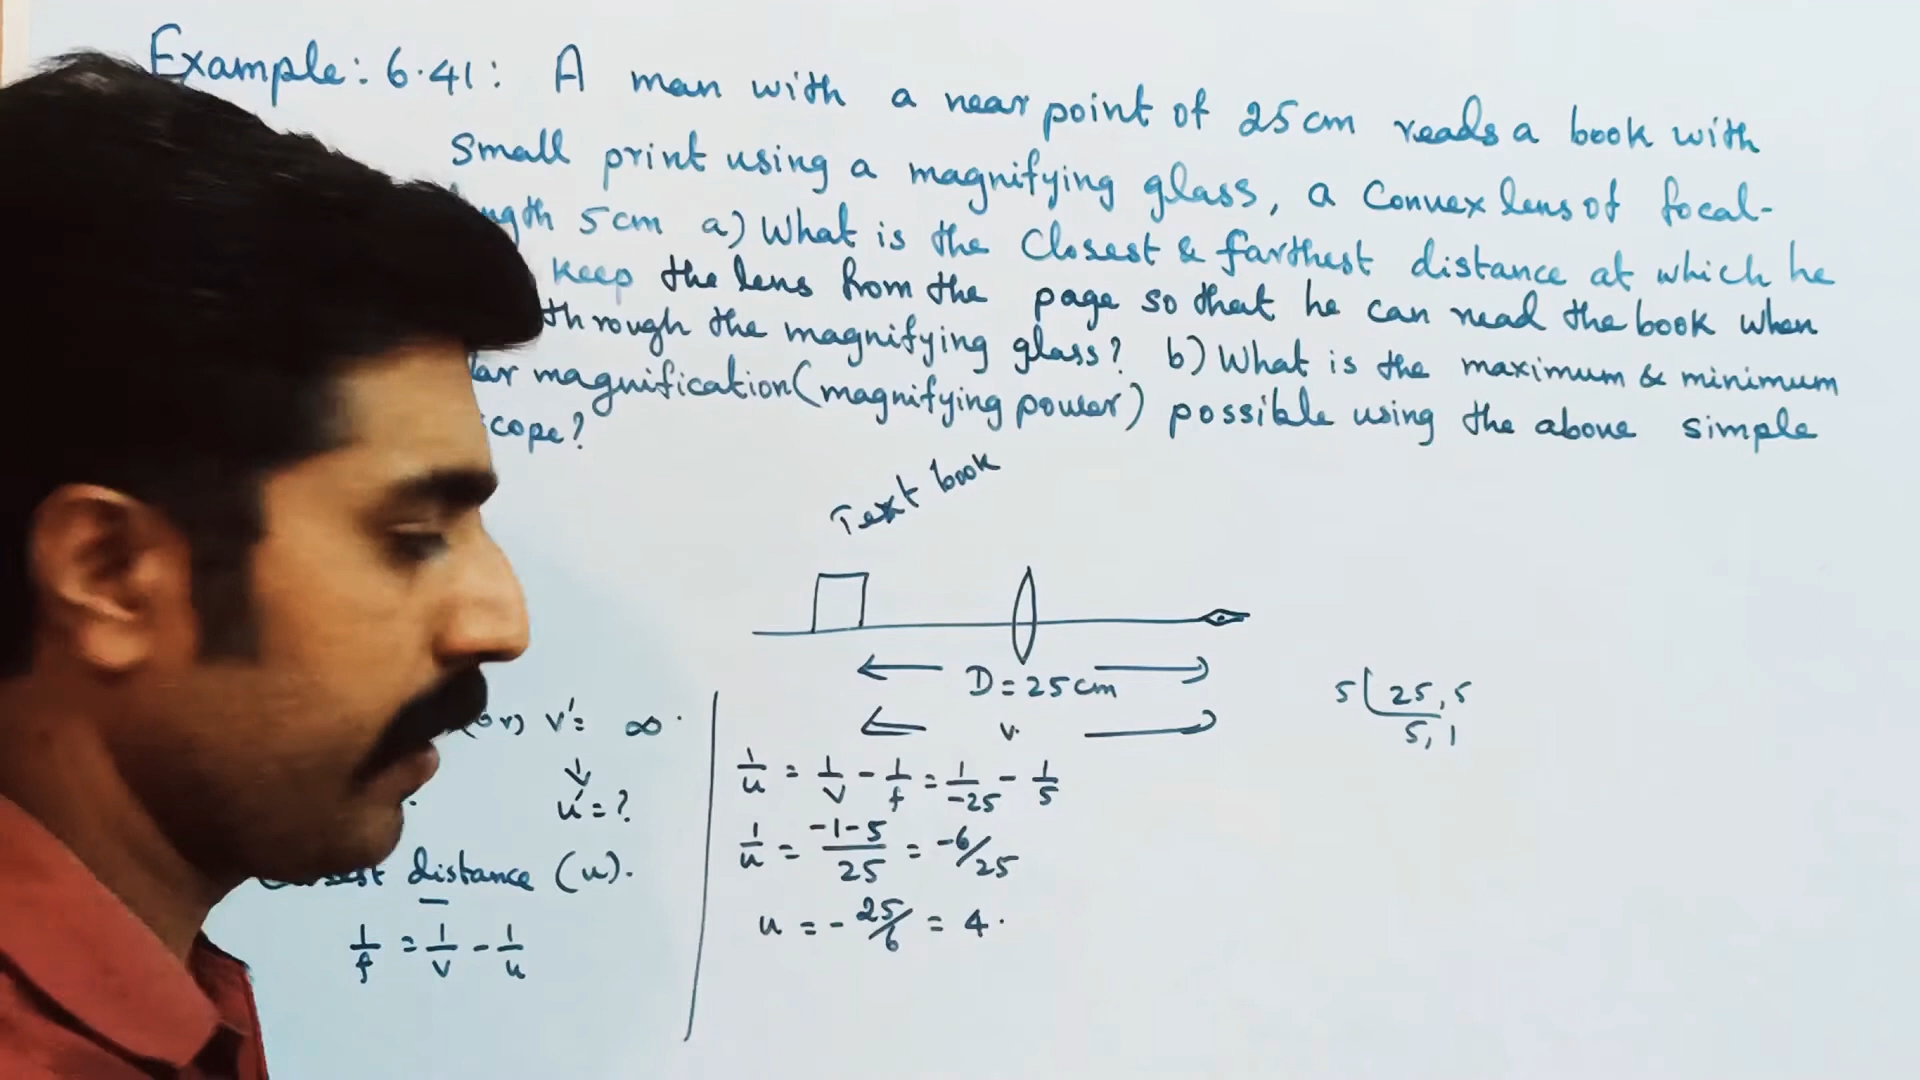 Example: 6.41: A man with a near point of 25cm reads a book with
small print using a magnifying glass, a Convex lens of focal-
5cm a) What is the Closest & farthest distance at which he
keep the lens from the page so that he can read the book when
through the magnifying glass? b) What is the maximum & minimum
magnification (magnifying power) possible using the above simple
cope?
Text book
D = 25cm
v.
5 25, 5
5, 1
v' = ∞.
u' = ?
distance (u).
1/f = 1/v - 1/u
1/u = 1/v - 1/f = 1/-25 - 1/5
1/u = -1-5/25 = -6/25
u = - 25/6 = 4.